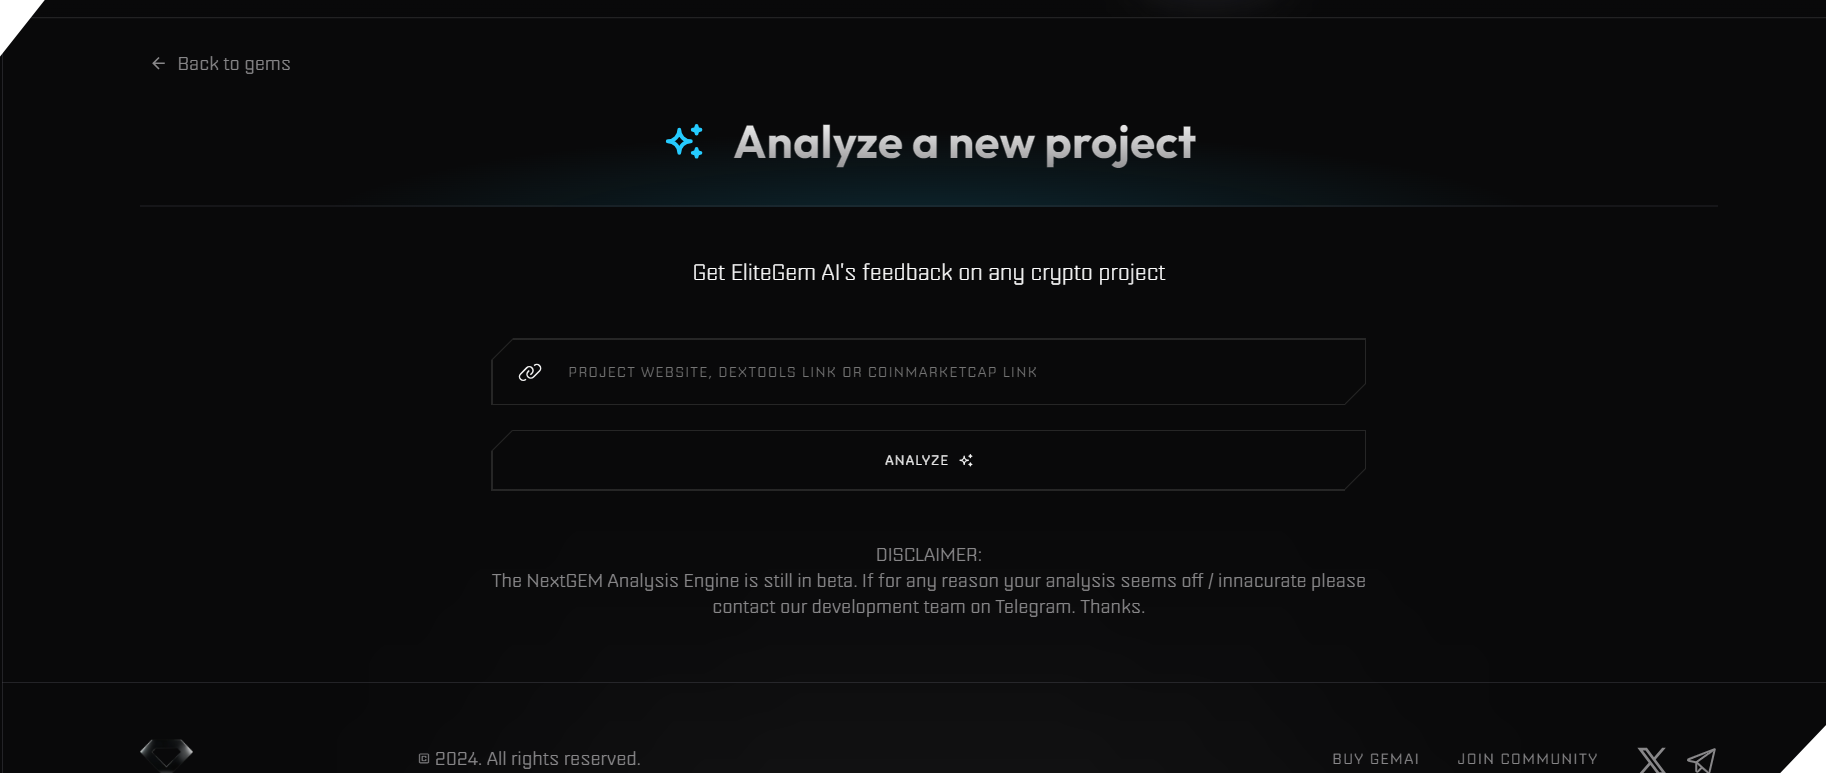 Back to gems
Analyze a new project
Get EliteGem AI's feedback on any crypto project
PROJECT WEBSITE, DEXTOOLS LINK OR COINMARKETCAP LINK
ANALYZE
DISCLAIMER:
The NextGEM Analysis Engine is still in beta. If for any reason your analysis seems off / innacurate please
contact our development team on Telegram. Thanks.
© 2024. All rights reserved.
BUY GEMAI
JOIN COMMUNITY